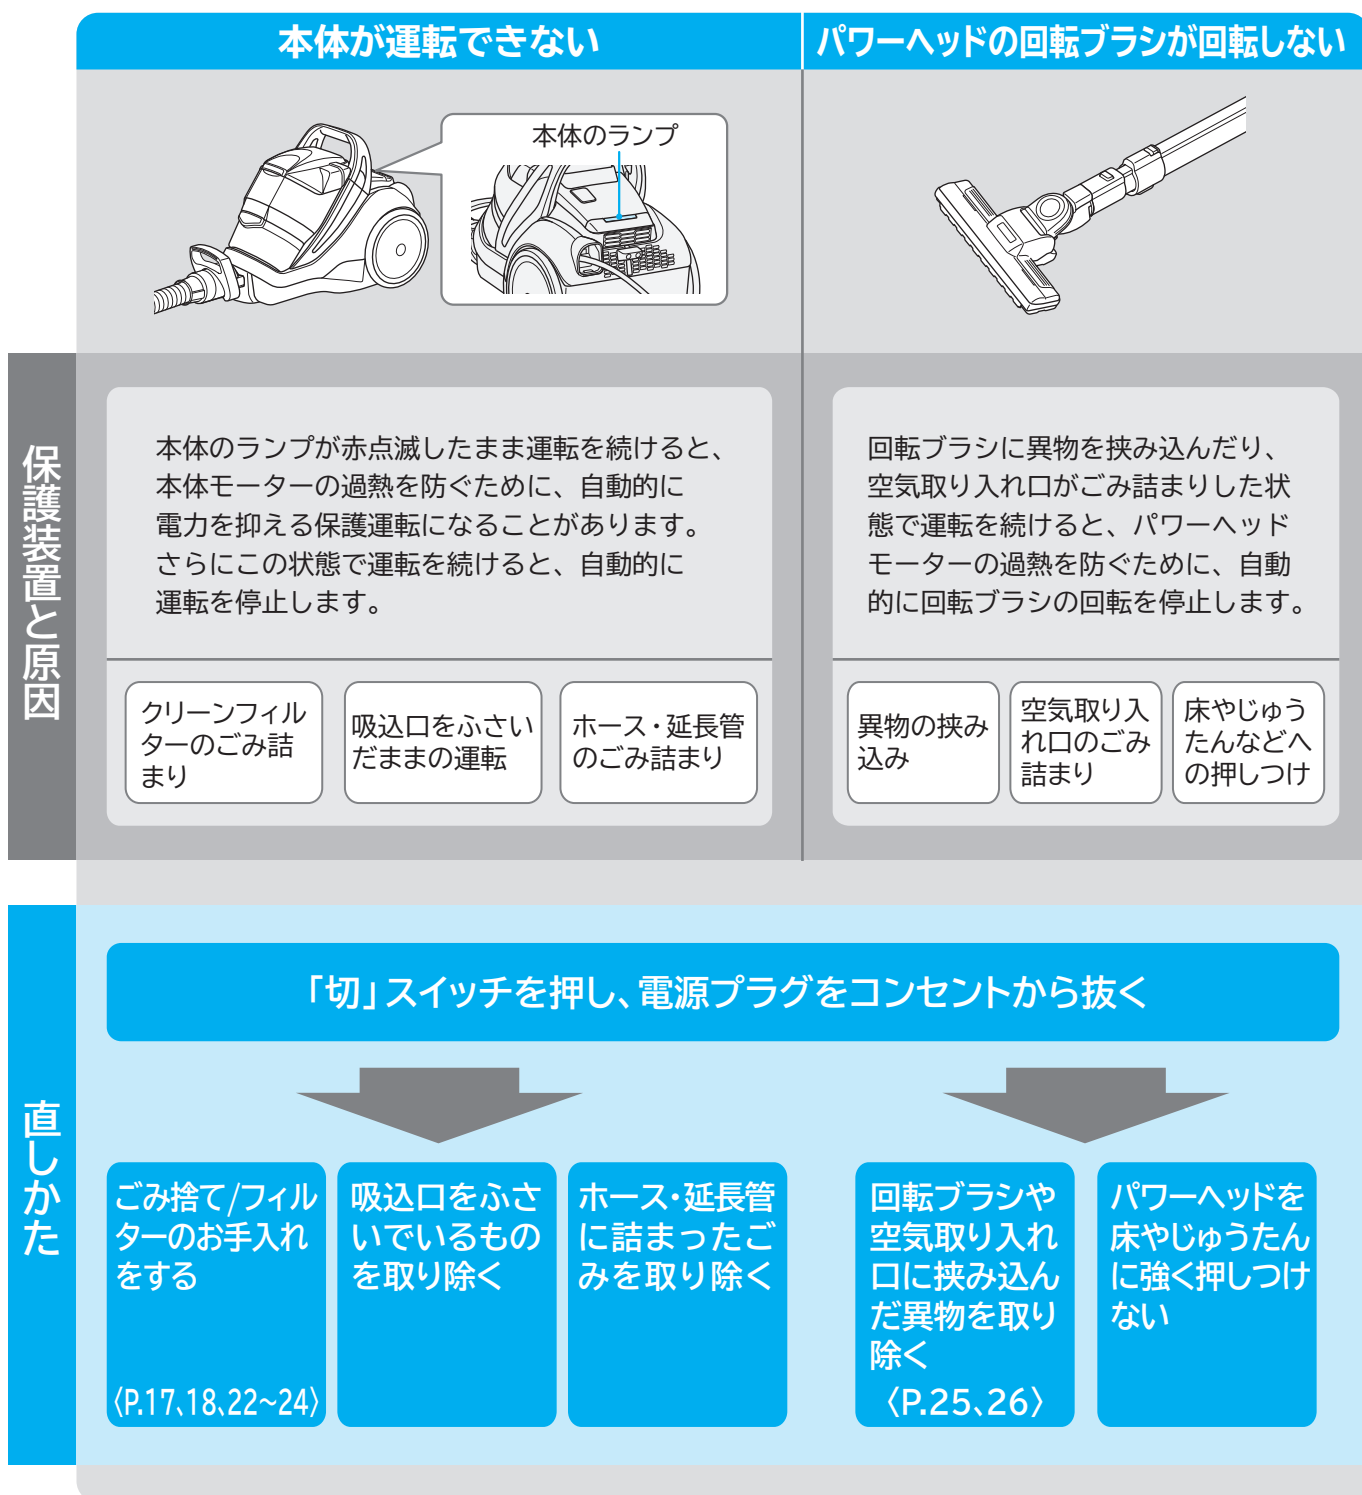 本体が運転できない
パワーヘッドの回転ブラシが回転しない
本体のランプ
保護装置と原因
本体のランプが赤点滅したまま運転を続けると、
本体モーターの過熱を防ぐために、自動的に
電力を抑える保護運転になることがあります。
さらにこの状態で運転を続けると、自動的に
運転を停止します。
回転ブラシに異物を挟み込んだり、
空気取り入れ口がごみ詰まりした状
態で運転を続けると、パワーヘッド
モーターの過熱を防ぐために、自動
的に回転ブラシの回転を停止します。
クリーンフィル
ターのごみ詰
まり
吸込口をふさい
だままの運転
ホース・延長管
のごみ詰まり
異物の挟み
込み
空気取り入
れ口のごみ
詰まり
床やじゅう
たんなどへ
の押しつけ
直しかた
「切」スイッチを押し、電源プラグをコンセントから抜く
ごみ捨て/フィル
ターのお手入れ
をする
〈P.17、18、22~24〉
吸込口をふさ
いでいるもの
を取り除く
ホース・延長管
に詰まったご
みを取り除く
回転ブラシや
空気取り入れ
口に挟み込ん
だ異物を取り
除く
〈P.25、26〉
パワーヘッドを
床やじゅうたん
に強く押しつけ
ない